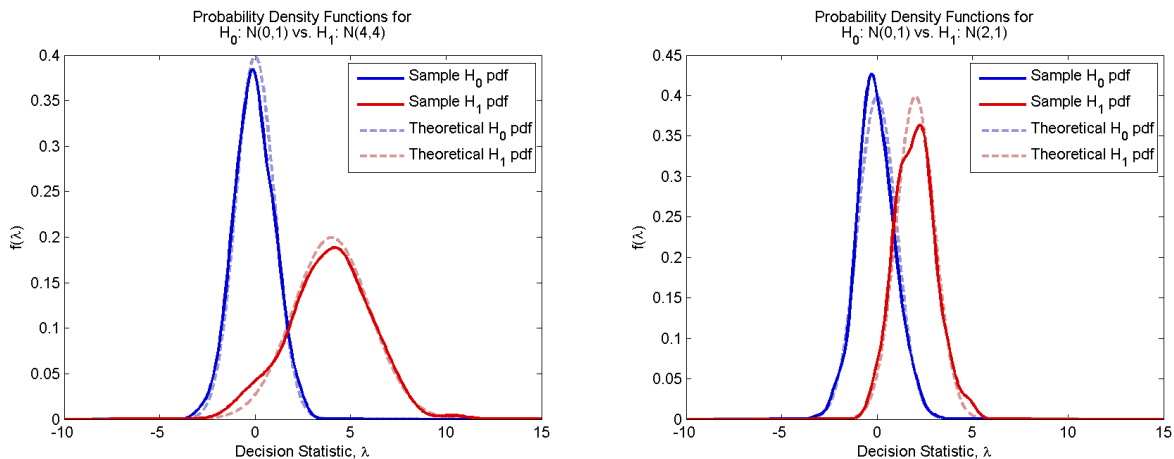 Probability Density Functions for
H0: N(0,1) vs. H1: N(4,4)
0.4
0.35
0.3
0.25
0.2
0.15
0.1
0.05
0
f(λ)
-10
-5
0
5
10
15
Decision Statistic, λ
Sample H0 pdf
Sample H1 pdf
Theoretical H0 pdf
Theoretical H1 pdf
Probability Density Functions for
H0: N(0,1) vs. H1: N(2,1)
0.45
0.4
0.35
0.3
0.25
0.2
0.15
0.1
0.05
0
f(λ)
-10
-5
0
5
10
15
Decision Statistic, λ
Sample H0 pdf
Sample H1 pdf
Theoretical H0 pdf
Theoretical H1 pdf